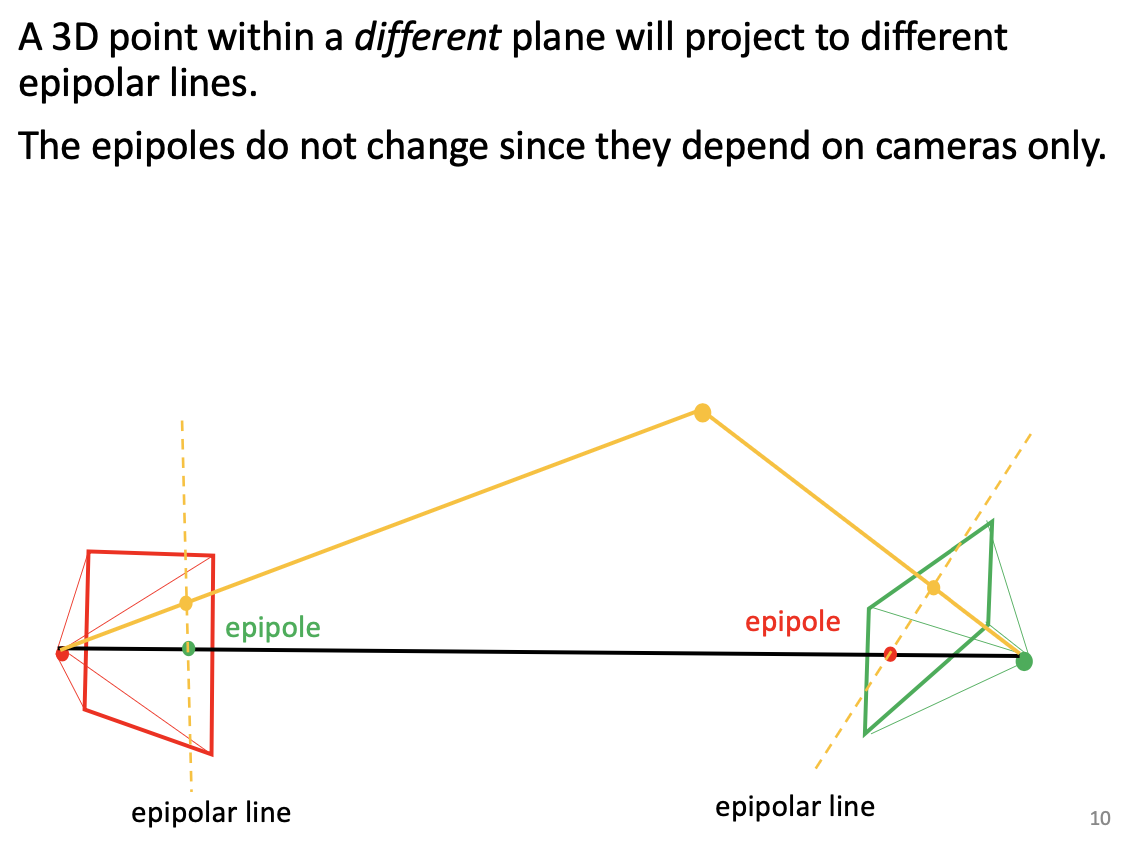 A 3D point within a different plane will project to different
epipolar lines.
The epipoles do not change since they depend on cameras only.
epipole
epipole
epipolar line
epipolar line
10